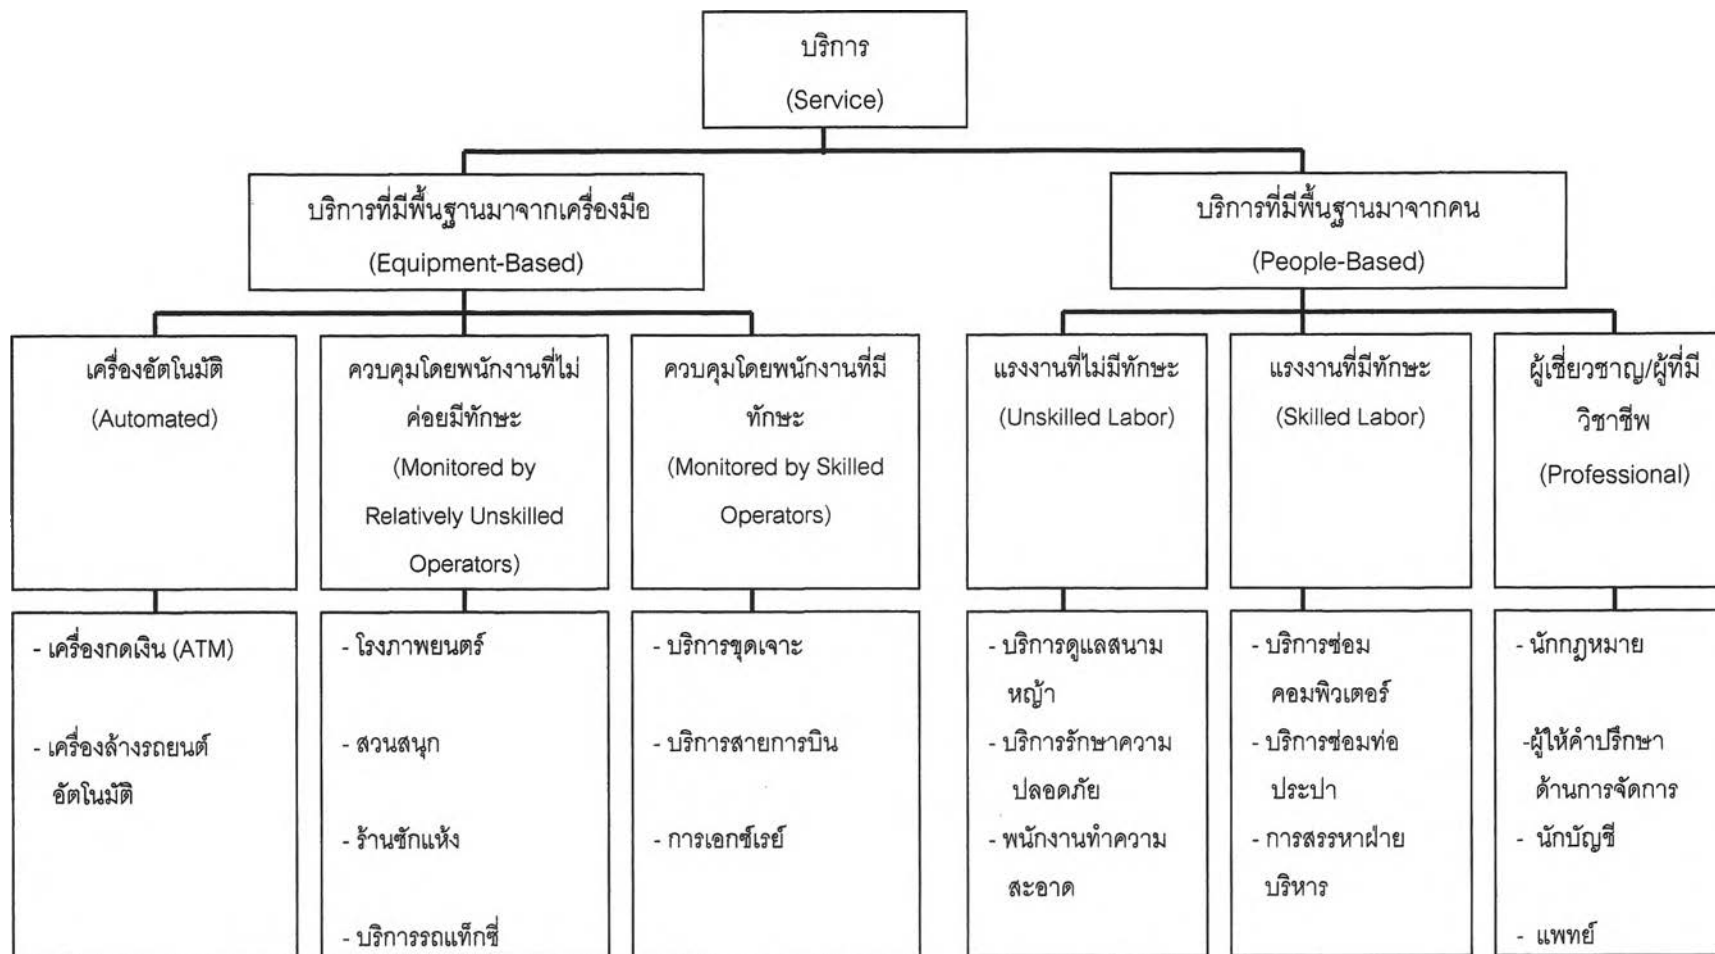 บริการ
(Service)
บริการที่มีพื้นฐานมาจากเครื่องมือ
(Equipment-Based)
บริการที่มีพื้นฐานมาจากคน
(People-Based)
เครื่องอัตโนมัติ
(Automated)
ควบคุมโดยพนักงานที่ไม่
ค่อยมีทักษะ
(Monitored by
Relatively Unskilled
Operators)
ควบคุมโดยพนักงานที่มี
ทักษะ
(Monitored by Skilled
Operators)
แรงงานที่ไม่มีทักษะ
(Unskilled Labor)
แรงงานที่มีทักษะ
(Skilled Labor)
ผู้เชี่ยวชาญ/ผู้ที่มี
วิชาชีพ
(Professional)
- เครื่องกดเงิน (ATM)
- เครื่องล้างรถยนต์
อัตโนมัติ
- โรงภาพยนตร์
- สวนสนุก
- ร้านซักแห้ง
- บริการรถแท็กซี่
- บริการขุดเจาะ
- บริการสายการบิน
- การเอกซ์เรย์
- บริการดูแลสนาม
หญ้า
- บริการรักษาความ
ปลอดภัย
- พนักงานทำความ
สะอาด
- บริการซ่อม
คอมพิวเตอร์
- บริการซ่อมท่อ
ประปา
- การสรรหาฝ่าย
บริหาร
- นักกฎหมาย
-ผู้ให้คำปรึกษา
ด้านการจัดการ
- นักบัญชี
- แพทย์